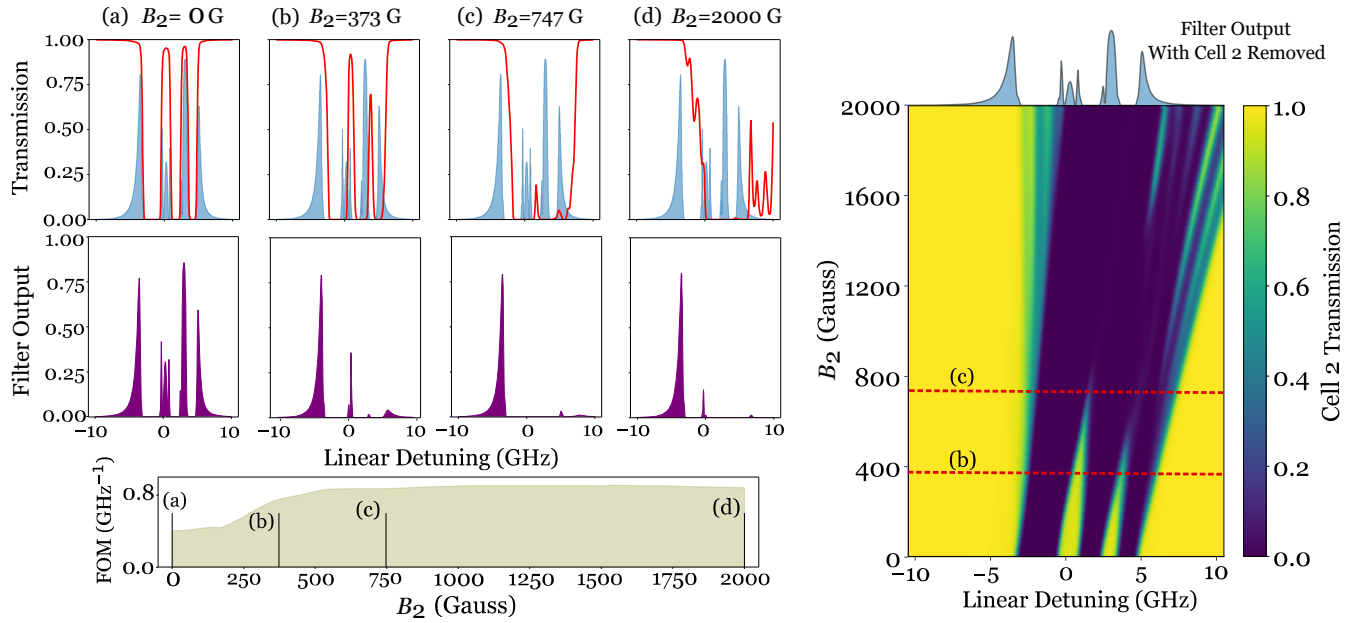 (a) B2= 0 G
(b) B2=373 G
(c) B2=747 G
(d) B2=2000 G
Transmission
1.00
0.75
0.50
0.25
0.00
Filter Output
1.00
0.75
0.50
0.25
0.00
−10 0 10
−10 0 10
−10 0 10
−10 0 10
Linear Detuning (GHz)
FOM (GHz⁻¹)
0.8
0.0
(a)
(b)
(c)
(d)
0 250 500 750 1000 1250 1500 1750 2000
B2 (Gauss)
Filter Output
With Cell 2 Removed
B2 (Gauss)
2000
1600
1200
800
400
0
(c)
(b)
−10 −5 0 5 10
Linear Detuning (GHz)
1.0
0.8
0.6
0.4
0.2
0.0
Cell 2 Transmission